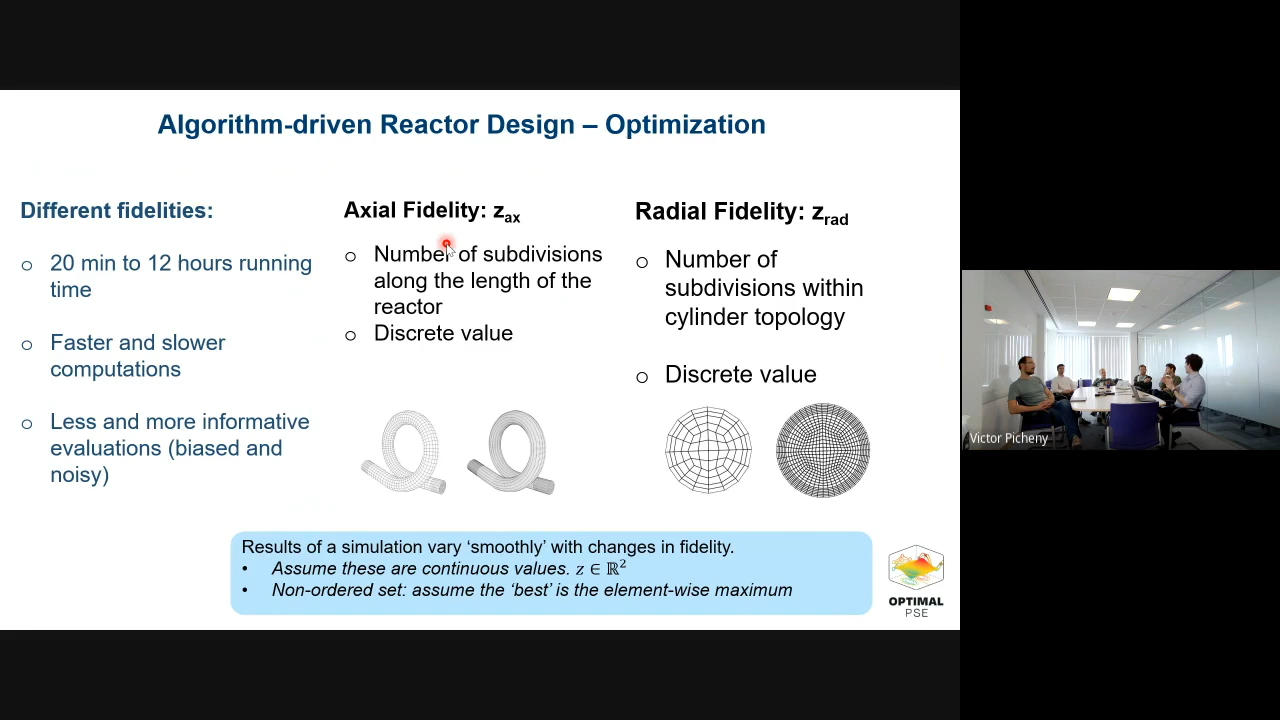 Algorithm-driven Reactor Design – Optimization
Different fidelities:
o 20 min to 12 hours running
time
o Faster and slower
computations
o Less and more informative
evaluations (biased and
noisy)
Axial Fidelity: zax
o Number of subdivisions
along the length of the
reactor
o Discrete value
Radial Fidelity: zrad
o Number of
subdivisions within
cylinder topology
o Discrete value
Results of a simulation vary ‘smoothly’ with changes in fidelity.
• Assume these are continuous values. z ∈ ℝ²
• Non-ordered set: assume the ‘best’ is the element-wise maximum
OPTIMAL
PSE
Victor Picheny